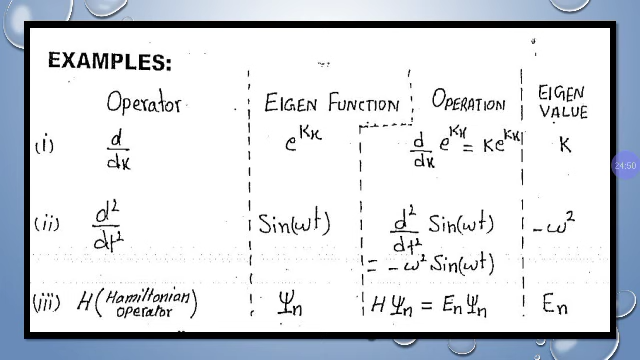 EXAMPLES:
Operator EIGEN FUNCTION OPERATION EIGEN VALUE
(i) d/dx e^Kx d/dx e^Kx = Ke^Kx K
(ii) d²/dt² Sin(ωt) d²/dt² Sin(ωt) -ω²
= -ω² Sin(ωt)
(iii) H (Hamiltonian operator) Ψn HΨn = EnΨn En
24:50